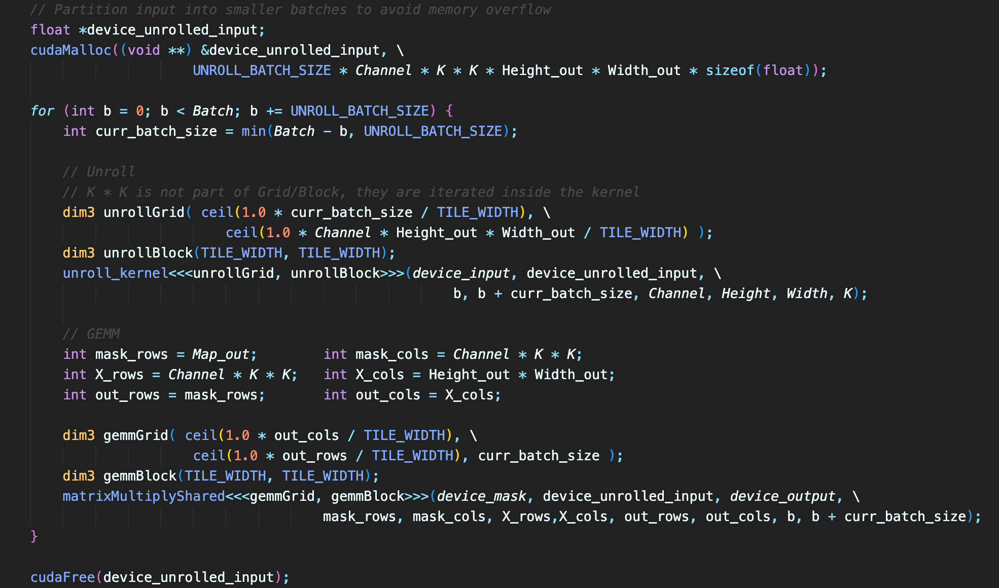 // Partition input into smaller batches to avoid memory overflow
float *device_unrolled_input;
cudaMalloc((void **) &device_unrolled_input, \
UNROLL_BATCH_SIZE * Channel * K * K * Height_out * Width_out * sizeof(float));
for (int b = 0; b < Batch; b += UNROLL_BATCH_SIZE) {
int curr_batch_size = min(Batch - b, UNROLL_BATCH_SIZE);
// Unroll
// K * K is not part of Grid/Block, they are iterated inside the kernel
dim3 unrollGrid( ceil(1.0 * curr_batch_size / TILE_WIDTH), \
ceil(1.0 * Channel * Height_out * Width_out / TILE_WIDTH) );
dim3 unrollBlock(TILE_WIDTH, TILE_WIDTH);
unroll_kernel<<<unrollGrid, unrollBlock>>>(device_input, device_unrolled_input, \
b, b + curr_batch_size, Channel, Height, Width, K);
// GEMM
int mask_rows = Map_out;        int mask_cols = Channel * K * K;
int X_rows = Channel * K * K;   int X_cols = Height_out * Width_out;
int out_rows = mask_rows;       int out_cols = X_cols;
dim3 gemmGrid( ceil(1.0 * out_cols / TILE_WIDTH), \
ceil(1.0 * out_rows / TILE_WIDTH), curr_batch_size );
dim3 gemmBlock(TILE_WIDTH, TILE_WIDTH);
matrixMultiplyShared<<<gemmGrid, gemmBlock>>>(device_mask, device_unrolled_input, device_output, \
mask_rows, mask_cols, X_rows,X_cols, out_rows, out_cols, b, b + curr_batch_size);
}
cudaFree(device_unrolled_input);